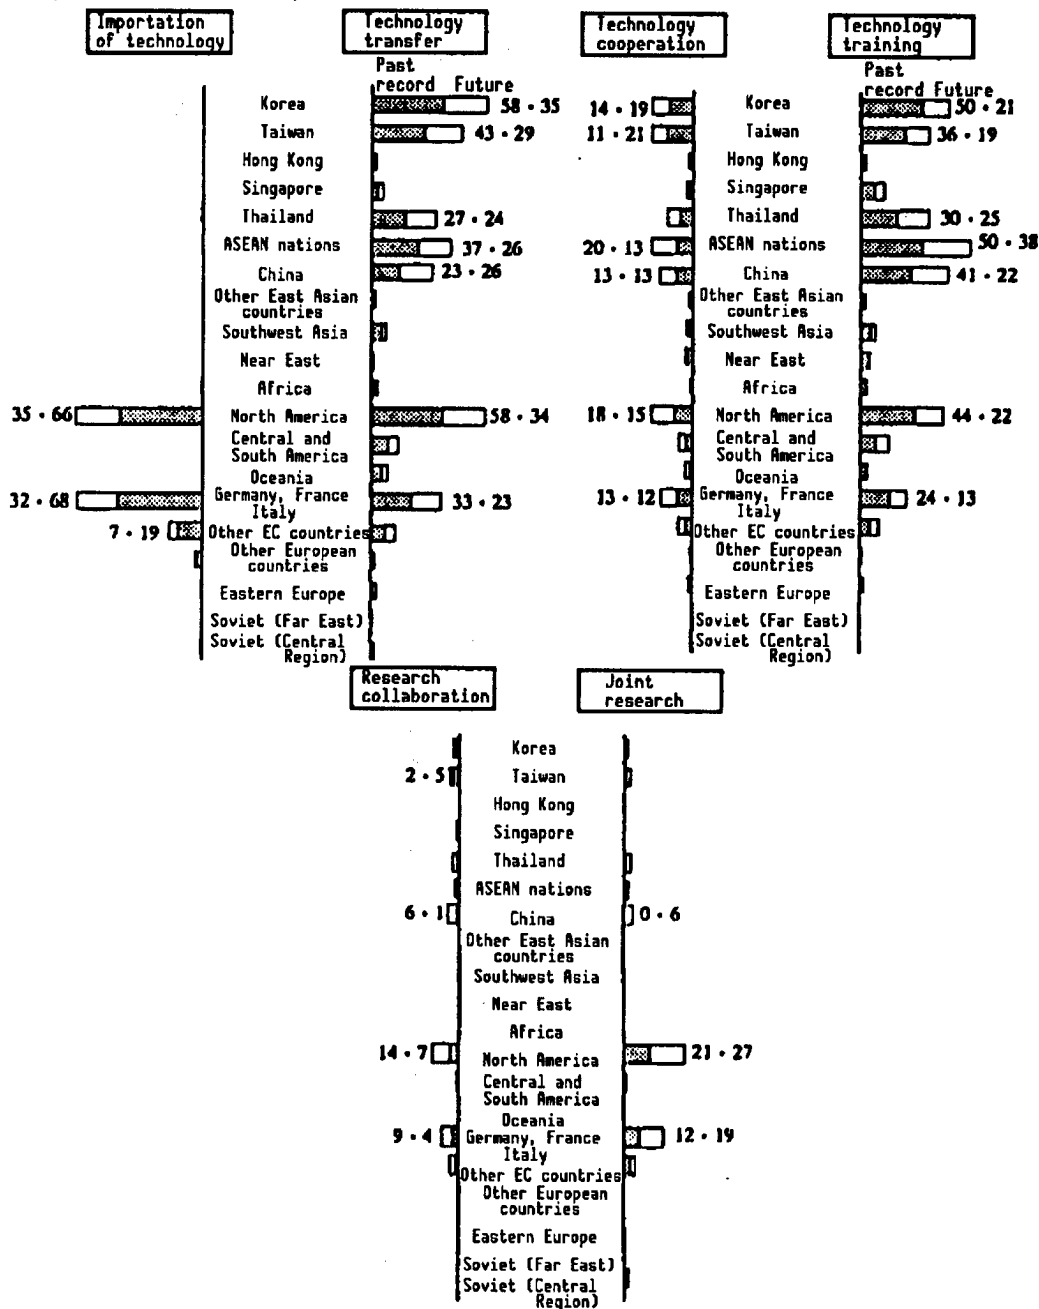 Importation
of technology
Technology
transfer
Technology
cooperation
Technology
training
Past
record Future
Past
record Future
Korea 58 · 35
14 · 19 Korea 50 · 21
Taiwan 43 · 29
11 · 21 Taiwan 36 · 19
Hong Kong
Hong Kong
Singapore
Singapore
Thailand 27 · 24
Thailand 30 · 25
ASEAN nations 37 · 26
20 · 13 ASEAN nations 50 · 38
China 23 · 26
13 · 13 China 41 · 22
Other East Asian
countries
Other East Asian
countries
Southwest Asia
Southwest Asia
Near East
Near East
Africa
Africa
35 · 66 North America 58 · 34
18 · 15 North America 44 · 22
Central and
South America
Central and
South America
Oceania
Oceania
32 · 68 Germany, France 33 · 23
Italy
13 · 12 Germany, France 24 · 13
Italy
7 · 19 Other EC countries
Other EC countries
Other European
countries
Other European
countries
Eastern Europe
Eastern Europe
Soviet (Far East)
Soviet (Far East)
Soviet (Central
Region)
Soviet (Central
Region)
Research
collaboration
Joint
research
Korea
2 · 5 Taiwan
Hong Kong
Singapore
Thailand
ASEAN nations
6 · 1 China 0 · 6
Other East Asian
countries
Southwest Asia
Near East
Africa
14 · 7 North America 21 · 27
Central and
South America
Oceania
9 · 4 Germany, France 12 · 19
Italy
Other EC countries
Other European
countries
Eastern Europe
Soviet (Far East)
Soviet (Central
Region)